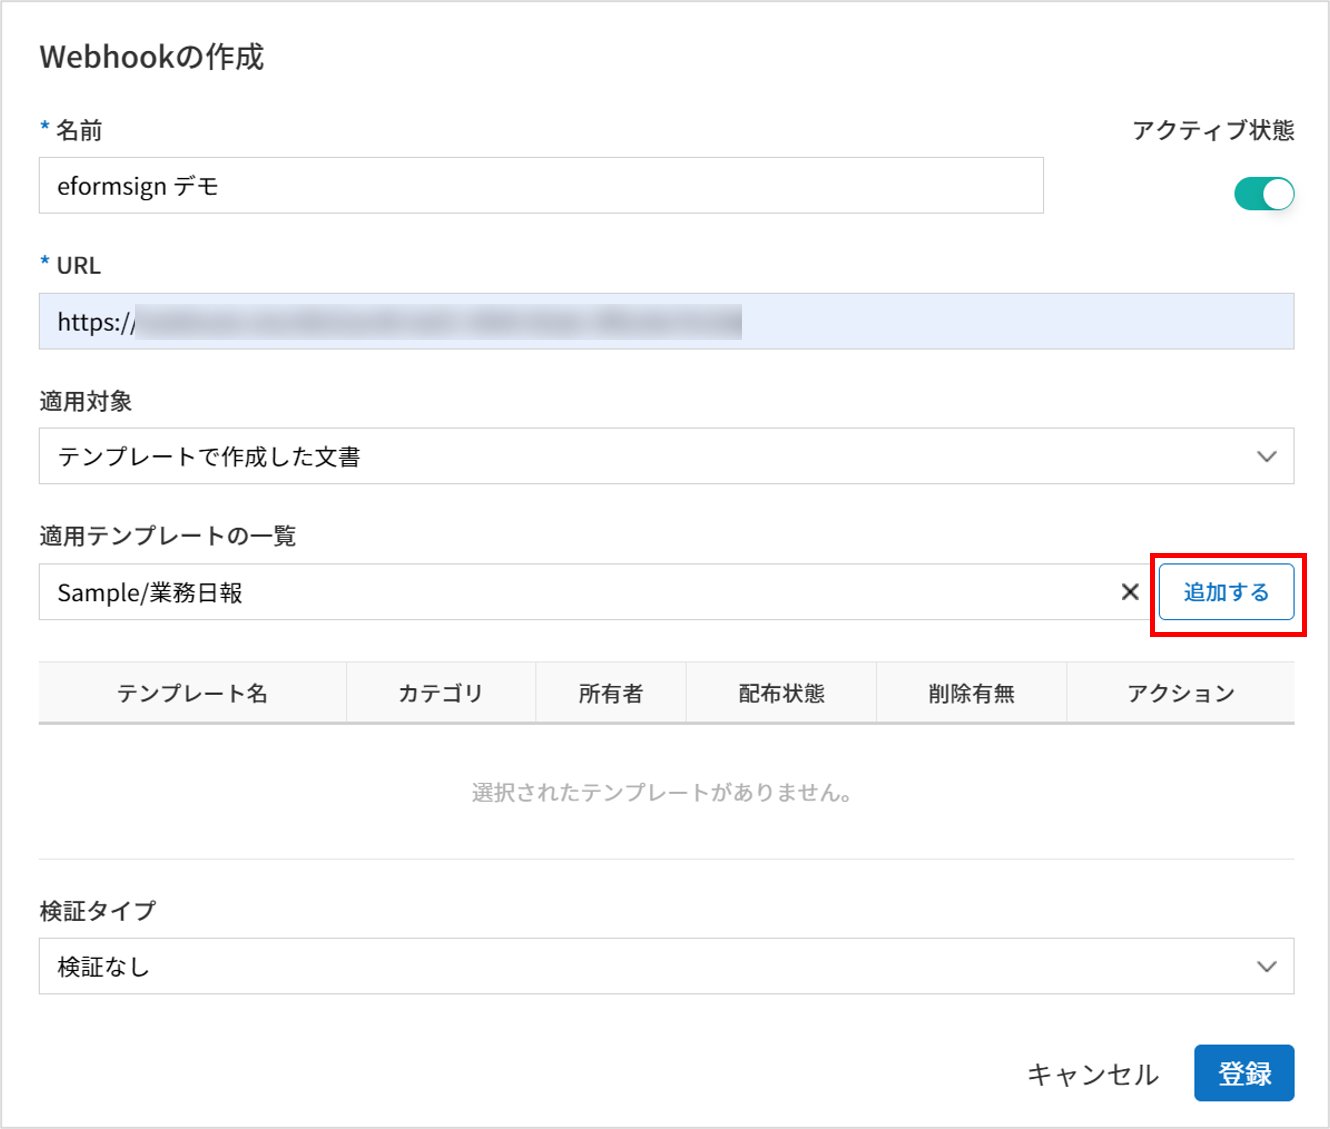 Webhookの作成
* 名前
アクティブ状態
eformsign デモ
* URL
https://
適用対象
テンプレートで作成した文書
適用テンプレートの一覧
Sample/業務日報
追加する
テンプレート名 カテゴリ 所有者 配布状態 削除有無 アクション
選択されたテンプレートがありません。
検証タイプ
検証なし
キャンセル 登録